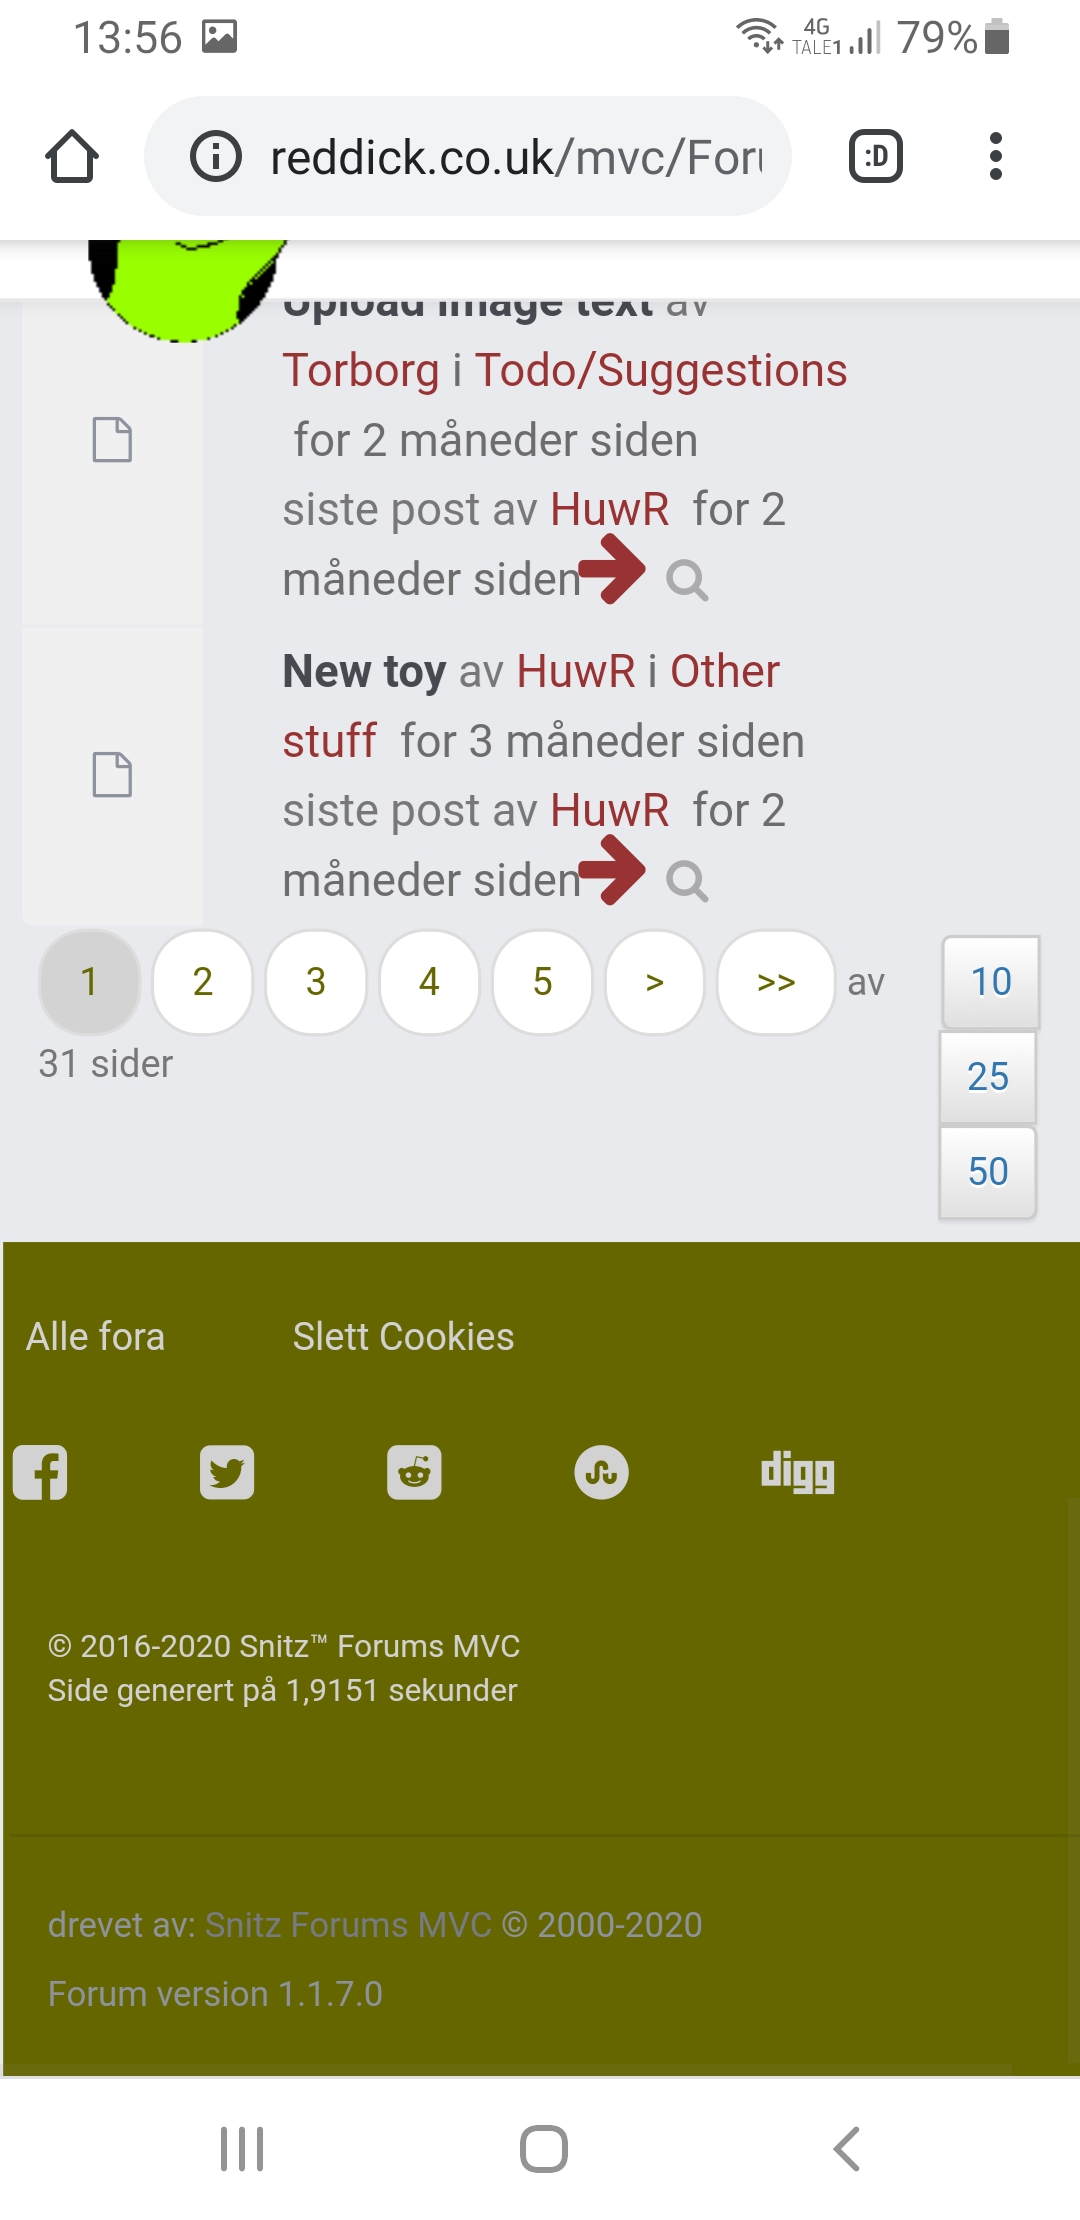 13:56
4G
TALE1
79%
reddick.co.uk/mvc/For
:D
Upload image text av
Torborg i Todo/Suggestions
for 2 måneder siden
siste post av HuwR for 2
måneder siden
New toy av HuwR i Other
stuff for 3 måneder siden
siste post av HuwR for 2
måneder siden
1 2 3 4 5 > >> av
31 sider
10
25
50
Alle fora Slett Cookies
digg
© 2016-2020 Snitz™ Forums MVC
Side generert på 1,9151 sekunder
drevet av: Snitz Forums MVC © 2000-2020
Forum version 1.1.7.0